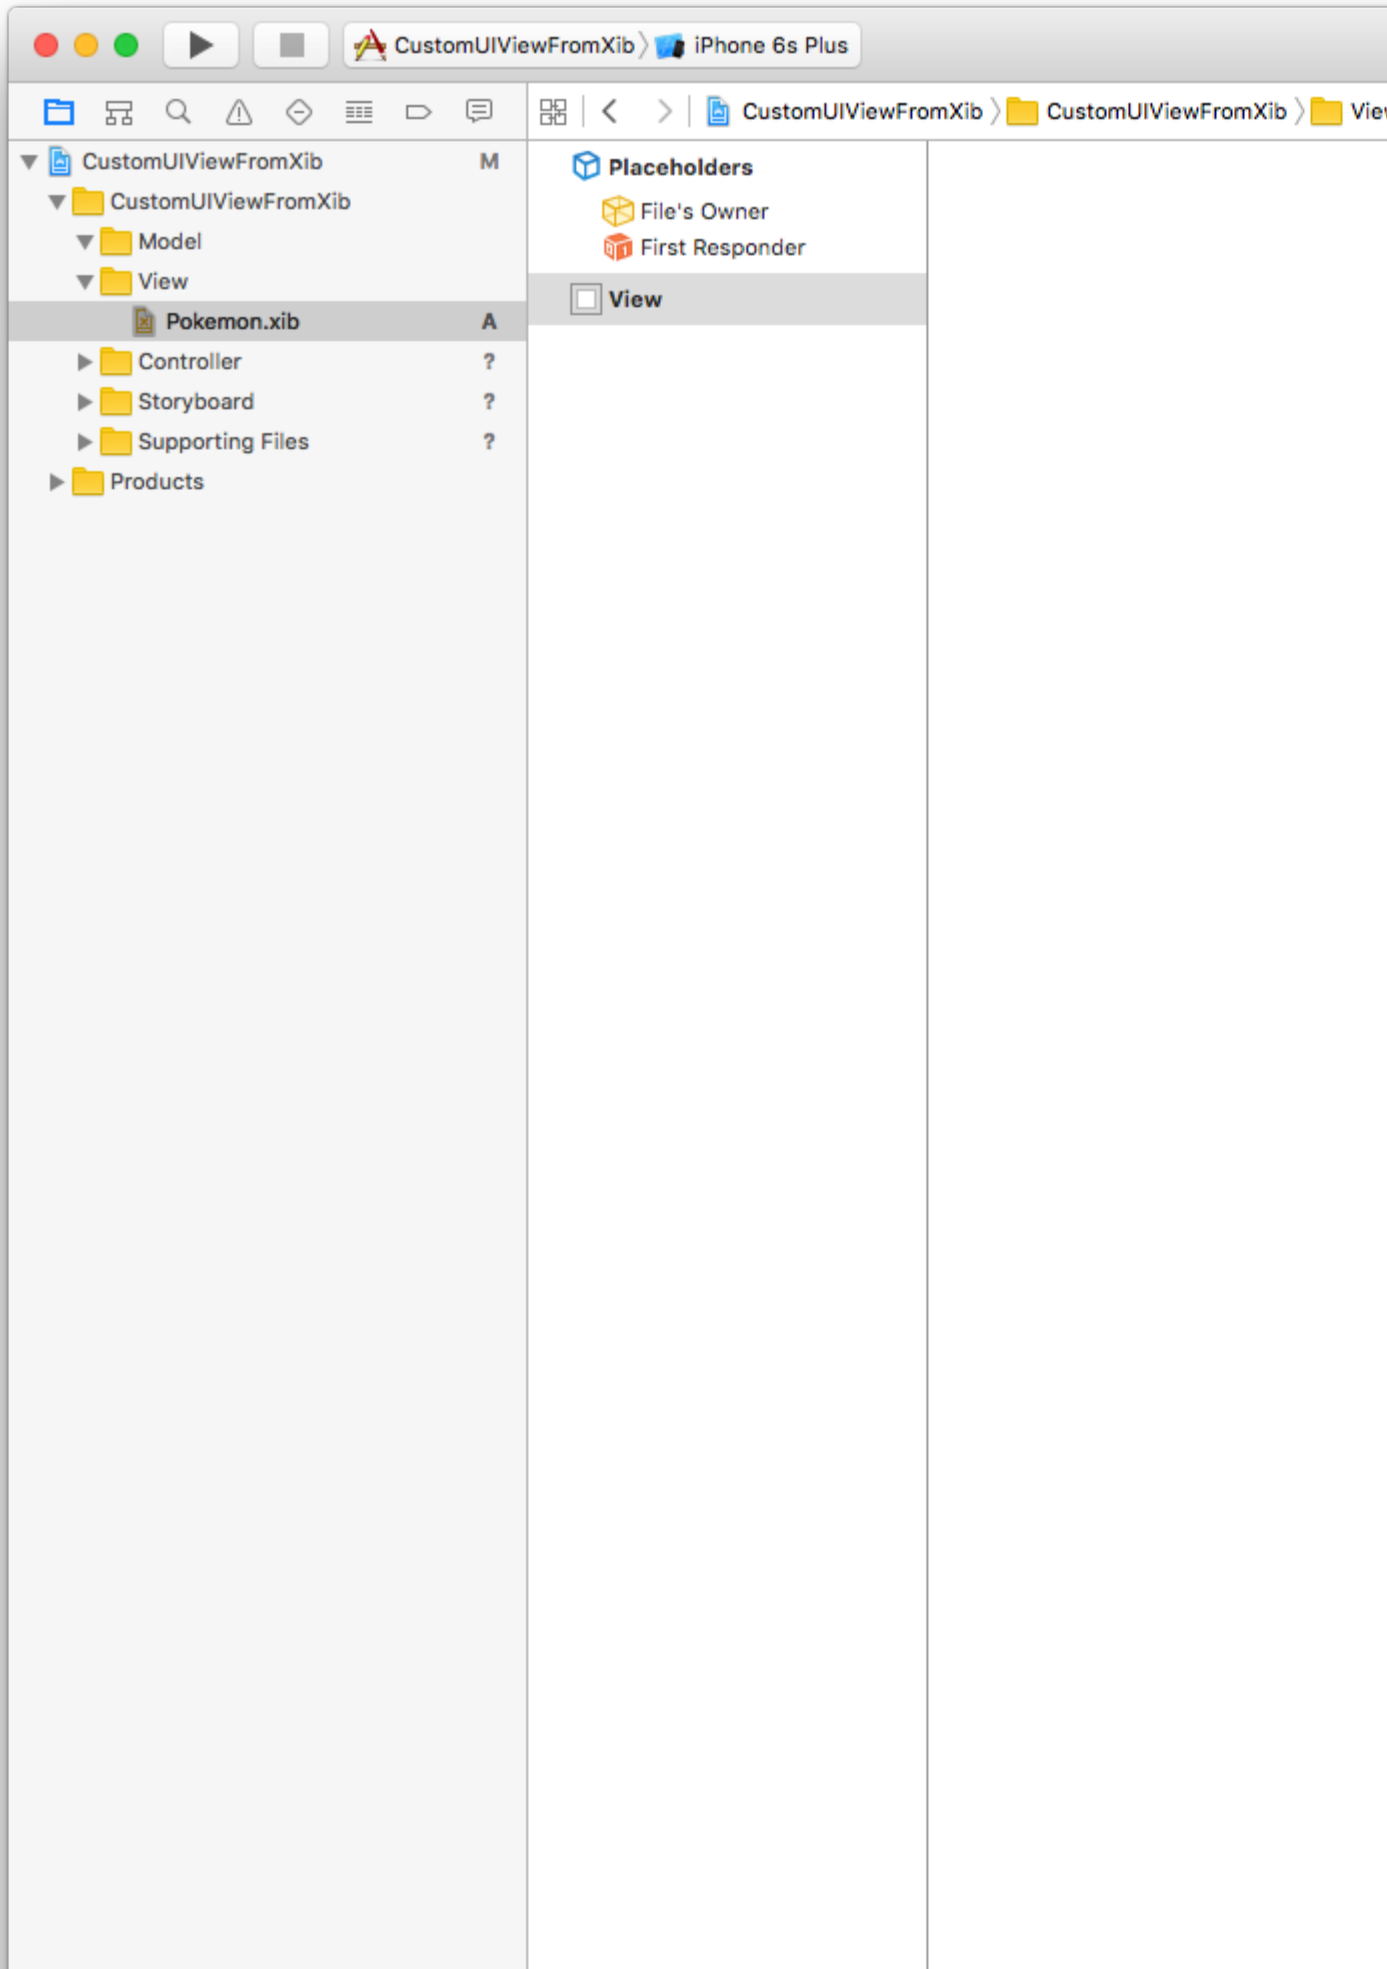 CustomUIViewFromXib iPhone 6s Plus
CustomUIViewFromXib CustomUIViewFromXib View
CustomUIViewFromXib M
CustomUIViewFromXib
Model
View
Pokemon.xib A
Controller ?
Storyboard ?
Supporting Files ?
Products
Placeholders
File's Owner
First Responder
View